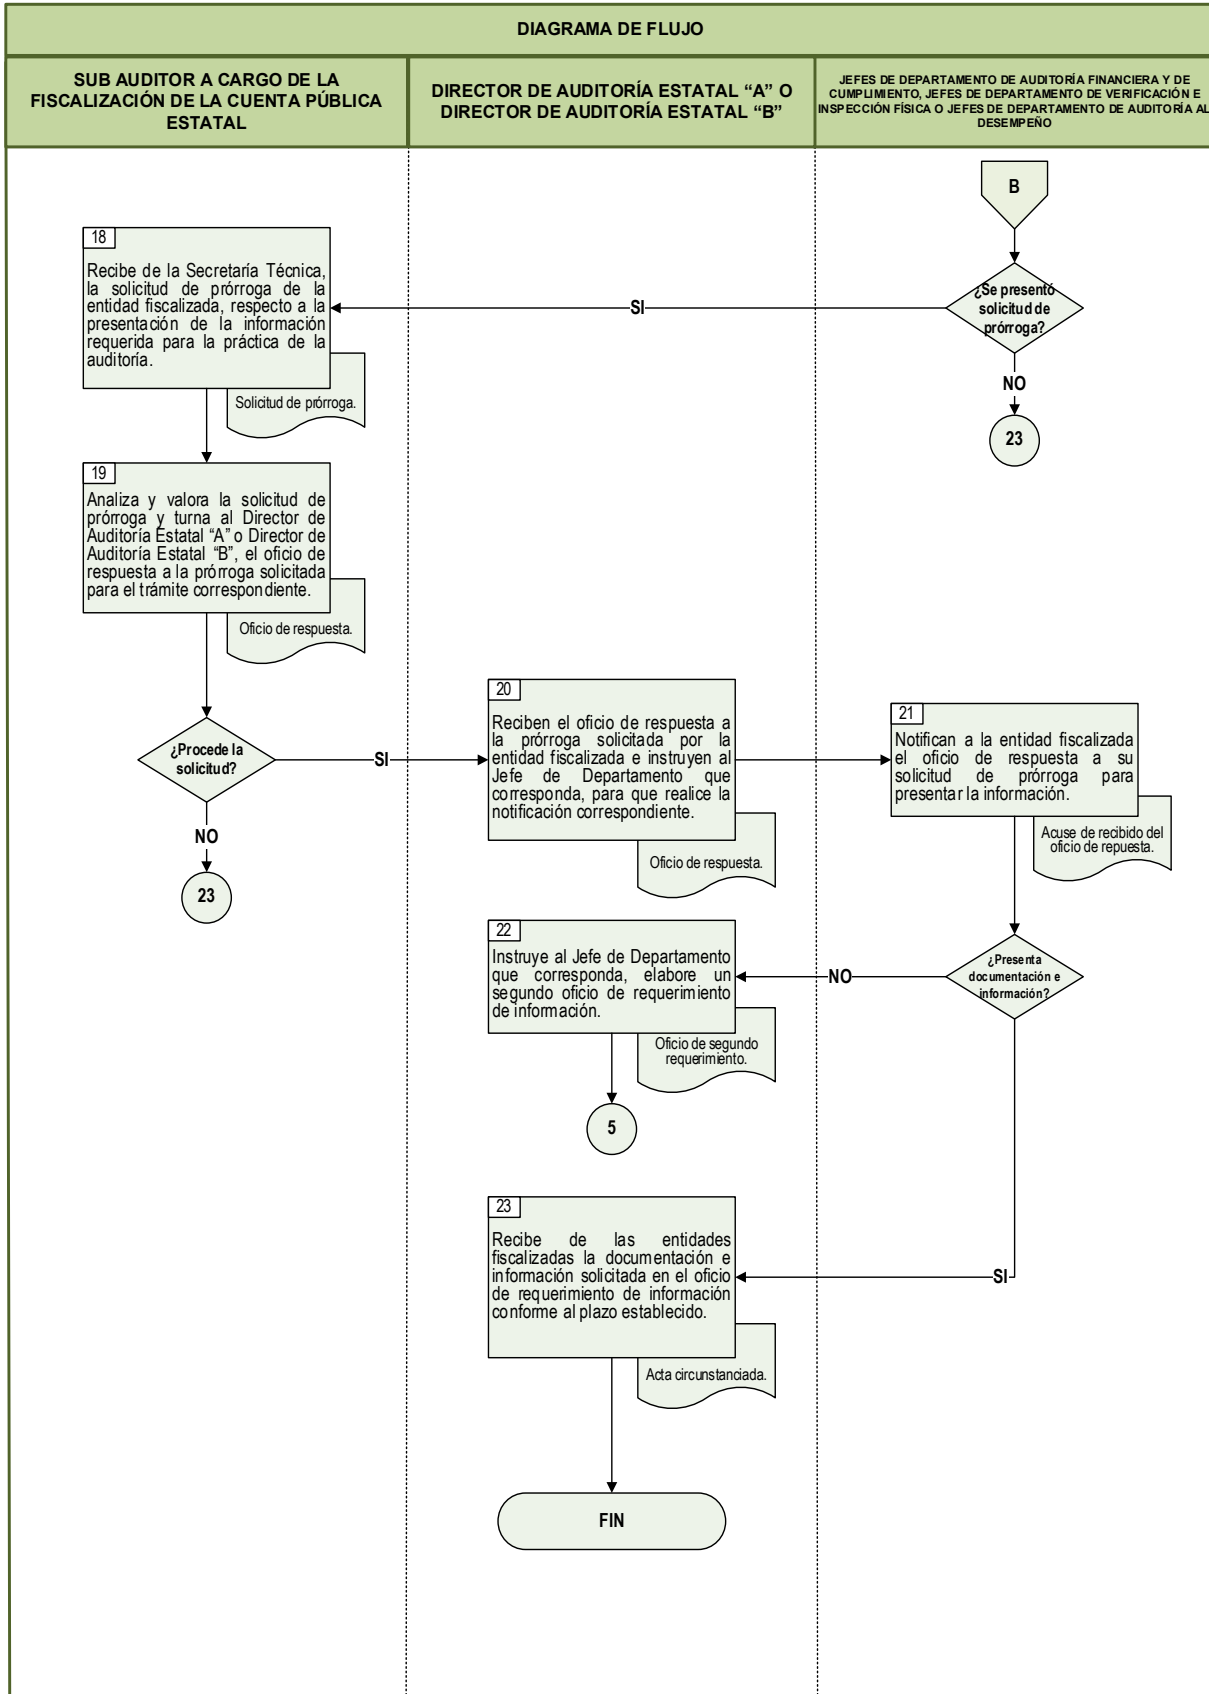 DIAGRAMA DE FLUJO
SUB AUDITOR A CARGO DE LA
FISCALIZACIÓN DE LA CUENTA PÚBLICA
ESTATAL
DIRECTOR DE AUDITORÍA ESTATAL “A” O
DIRECTOR DE AUDITORÍA ESTATAL “B”
JEFES DE DEPARTAMENTO DE AUDITORÍA FINANCIERA Y DE
CUMPLIMIENTO, JEFES DE DEPARTAMENTO DE VERIFICACIÓN E
INSPECCIÓN FÍSICA O JEFES DE DEPARTAMENTO DE AUDITORÍA AL
DESEMPEÑO
B
¿Se presentó
solicitud de
prórroga?
SI
NO
23
18
Recibe de la Secretaría Técnica,
la solicitud de prórroga de la
entidad fiscalizada, respecto a la
presentación de la información
requerida para la práctica de la
auditoría.
Solicitud de prórroga.
19
Analiza y valora la solicitud de
prórroga y turna al Director de
Auditoría Estatal “A” o Director de
Auditoría Estatal “B”, el oficio de
respuesta a la prórroga solicitada
para el trámite correspondiente.
Oficio de respuesta.
¿Procede la
solicitud?
SI
NO
23
20
Reciben el oficio de respuesta a
la prórroga solicitada por la
entidad fiscalizada e instruyen al
Jefe de Departamento que
corresponda, para que realice la
notificación correspondiente.
Oficio de respuesta.
21
Notifican a la entidad fiscalizada
el oficio de respuesta a su
solicitud de prórroga para
presentar la información.
Acuse de recibido del
oficio de repuesta.
¿Presenta
documentación e
información?
NO
SI
22
Instruye al Jefe de Departamento
que corresponda, elabore un
segundo oficio de requerimiento
de información.
Oficio de segundo
requerimiento.
5
23
Recibe de las entidades
fiscalizadas la documentación e
información solicitada en el oficio
de requerimiento de información
conforme al plazo establecido.
Acta circunstanciada.
FIN